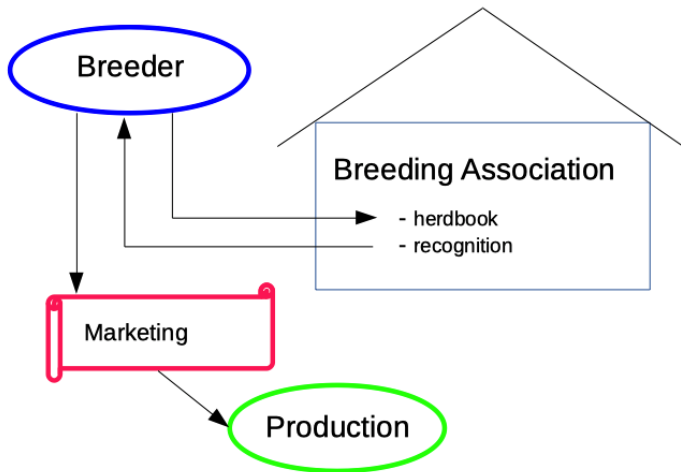 Breeder
Breeding Association
- herdbook
- recognition
Marketing
Production